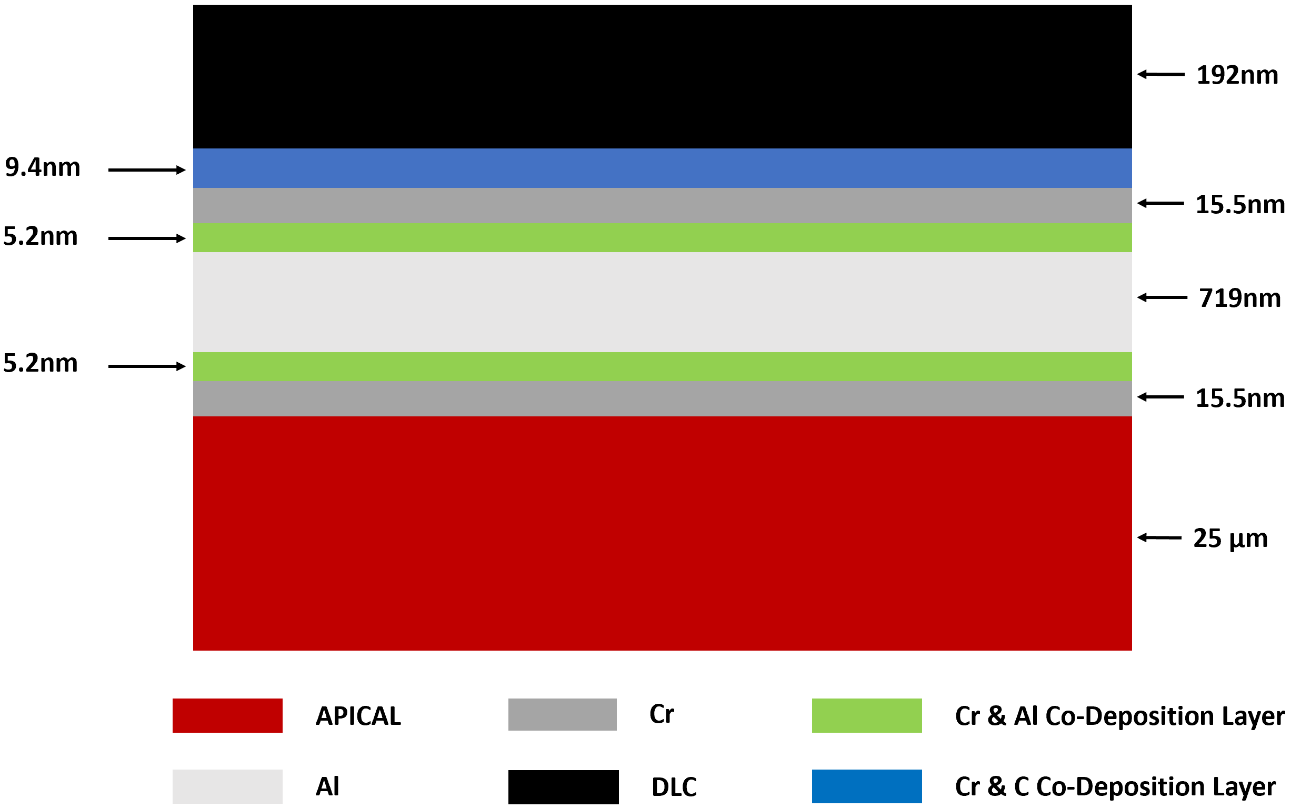 192nm
9.4nm
15.5nm
5.2nm
719nm
5.2nm
15.5nm
25 μm
APICAL
Cr
Cr & Al Co-Deposition Layer
Al
DLC
Cr & C Co-Deposition Layer